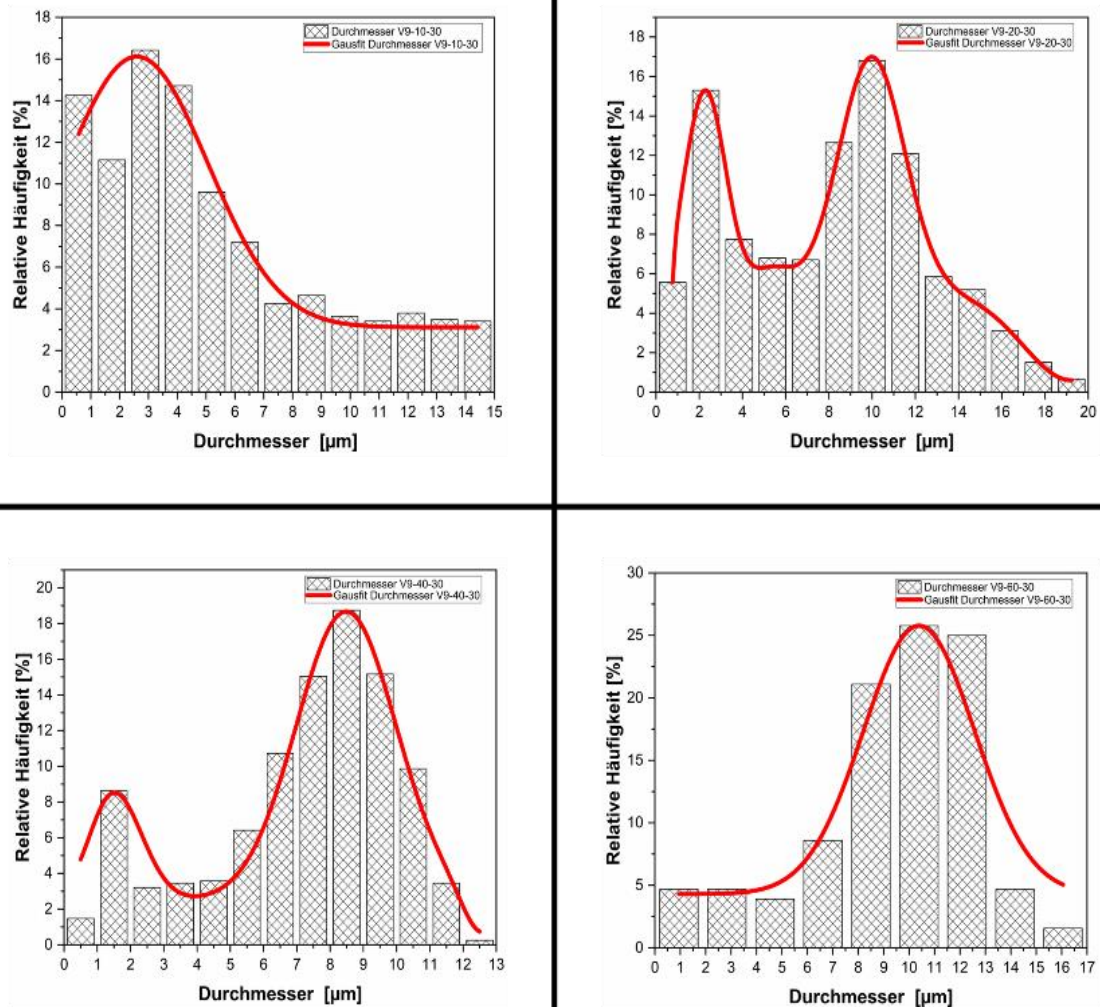 Durchmesser V9-10-30
Gausfit Durchmesser V9-10-30
Relative Häufigkeit [%]
18
16
14
12
10
8
6
4
2
0
0 1 2 3 4 5 6 7 8 9 10 11 12 13 14 15
Durchmesser [µm]
Durchmesser V9-20-30
Gausfit Durchmesser V9-20-30
Relative Häufigkeit [%]
18
16
14
12
10
8
6
4
2
0
0 2 4 6 8 10 12 14 16 18 20
Durchmesser [µm]
Durchmesser V9-40-30
Gausfit Durchmesser V9-40-30
Relative Häufigkeit [%]
20
18
16
14
12
10
8
6
4
2
0
0 1 2 3 4 5 6 7 8 9 10 11 12 13
Durchmesser [µm]
Durchmesser V9-60-30
Gausfit Durchmesser V9-60-30
Relative Häufigkeit [%]
30
25
20
15
10
5
0
0 1 2 3 4 5 6 7 8 9 10 11 12 13 14 15 16 17
Durchmesser [µm]